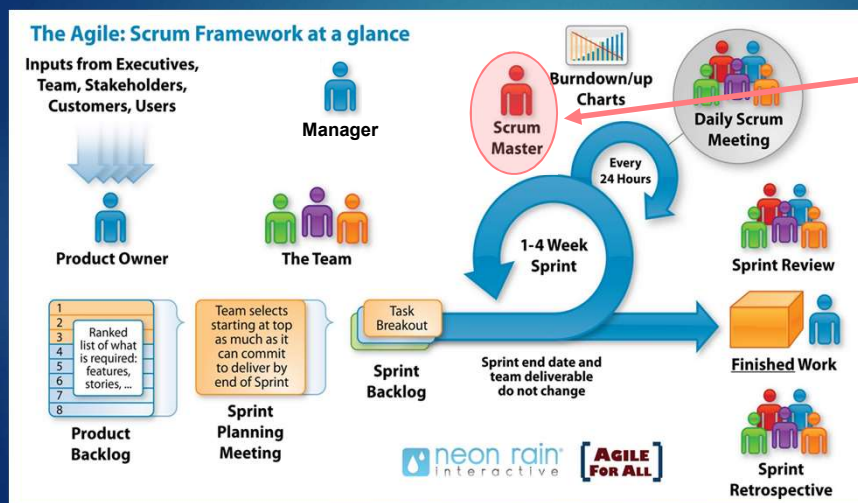 The Agile: Scrum Framework at a glance
Inputs from Executives,
Team, Stakeholders,
Customers, Users
Manager
Scrum
Master
Burndown/up
Charts
Daily Scrum
Meeting
Every
24 Hours
Product Owner
The Team
1-4 Week
Sprint
Sprint Review
1
2
3
4
5
6
7
8
Ranked
list of what
is required:
features,
stories, ...
Product
Backlog
Team selects
starting at top
as much as it
can commit
to deliver by
end of Sprint
Sprint
Planning
Meeting
Task
Breakout
Sprint
Backlog
Sprint end date and
team deliverable
do not change
Finished Work
Sprint
Retrospective
neon rain
interactive
AGILE
FOR ALL